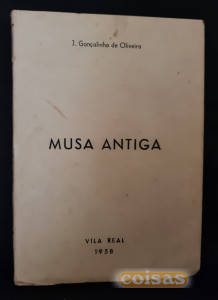 J. Gonçalinho de Oliveira
MUSA ANTIGA
VILA REAL
1958
coisas